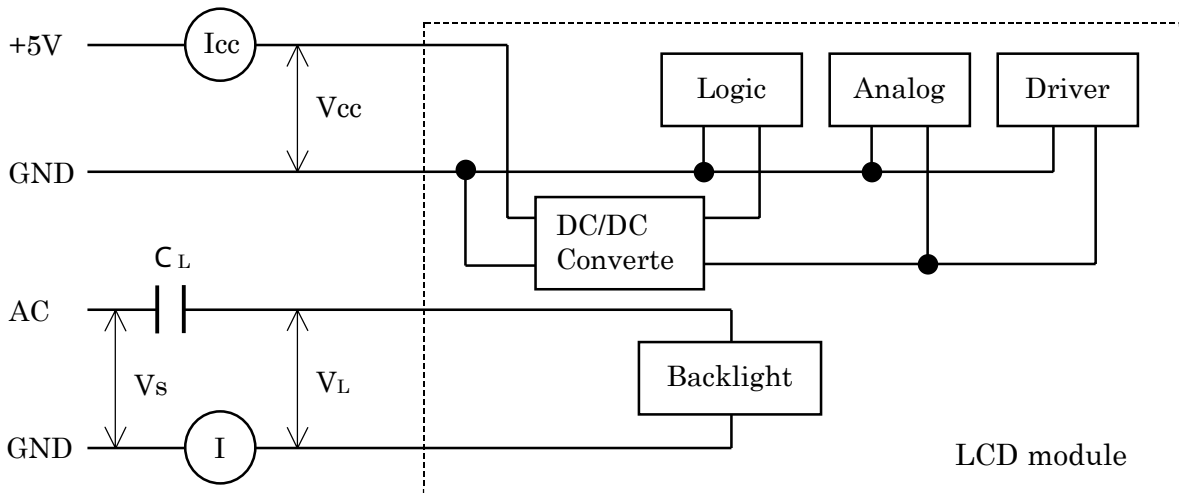 +5V
Icc
Vcc
GND
Logic
Analog
Driver
DC/DC
Converte
CL
AC
Vs
VL
Backlight
GND
I
LCD module